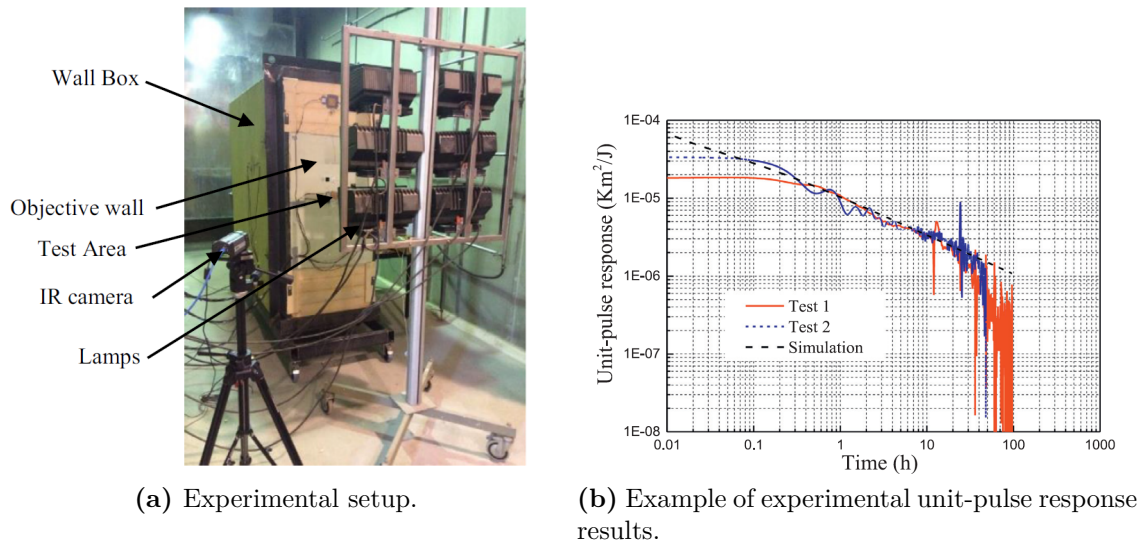 Wall Box
Objective wall
Test Area
IR camera
Lamps
(a) Experimental setup.
Unit-pulse response (Km²/J)
1E-04
1E-05
1E-06
1E-07
1E-08
Test 1
Test 2
Simulation
0.01 0.1 1 10 100 1000
Time (h)
(b) Example of experimental unit-pulse response
results.